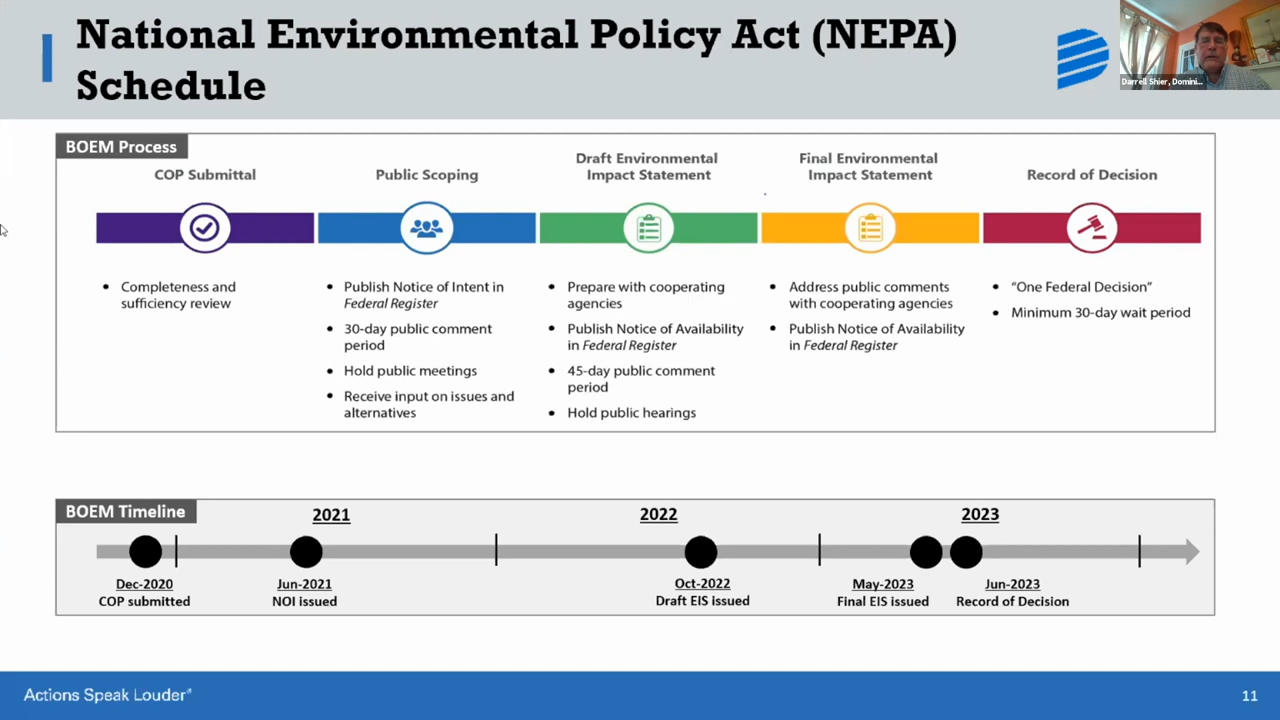 National Environmental Policy Act (NEPA)
Schedule
Darrell Shier, Domini...
BOEM Process
COP Submittal
Completeness and
sufficiency review
Public Scoping
Publish Notice of Intent in
Federal Register
30-day public comment
period
Hold public meetings
Receive input on issues and
alternatives
Draft Environmental
Impact Statement
Prepare with cooperating
agencies
Publish Notice of Availability
in Federal Register
45-day public comment
period
Hold public hearings
Final Environmental
Impact Statement
Address public comments
with cooperating agencies
Publish Notice of Availability
in Federal Register
Record of Decision
“One Federal Decision”
Minimum 30-day wait period
BOEM Timeline
2021
2022
2023
Dec-2020
COP submitted
Jun-2021
NOI issued
Oct-2022
Draft EIS issued
May-2023
Final EIS issued
Jun-2023
Record of Decision
Actions Speak Louder®
11